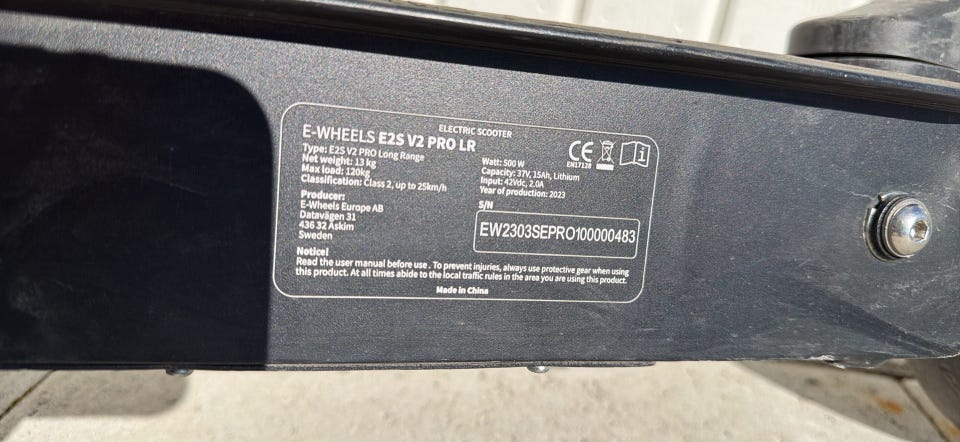 ELECTRIC SCOOTER
E-WHEELS E2S V2 PRO LR
Type: E2S V2 PRO Long Range
Net weight: 13 kg
Max load: 120kg
Classification: Class 2, up to 25km/h
Producer:
E-Wheels Europe AB
Datavägen 31
436 32 Askim
Sweden
CE
EN17128
Watt: 500 W
Capacity: 37V, 15Ah, Lithium
Input: 42Vdc, 2.0A
Year of production: 2023
S/N
EW2303SEPRO100000483
Notice!
Read the user manual before use . To prevent injuries, always use protective gear when using
this product. At all times abide to the local traffic rules in the area you are using this product.
Made in China